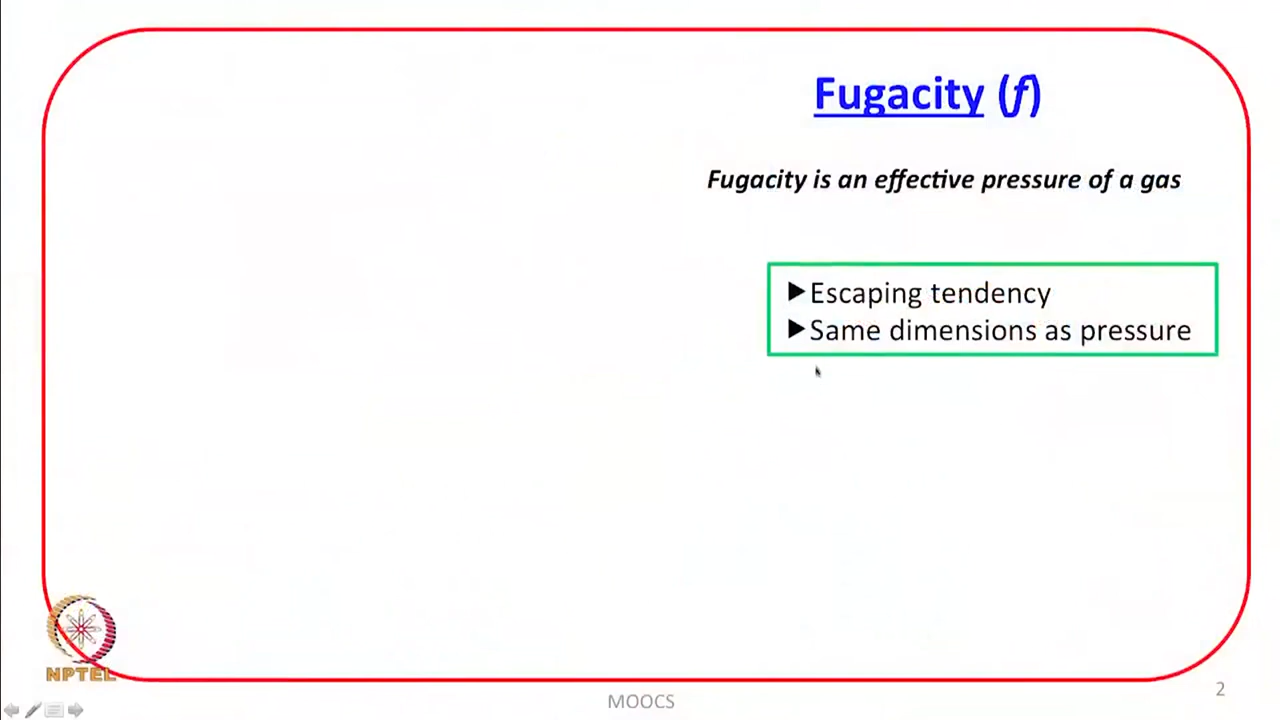 Fugacity (f)
Fugacity is an effective pressure of a gas
Escaping tendency
Same dimensions as pressure
NPTEL
MOOCS
2